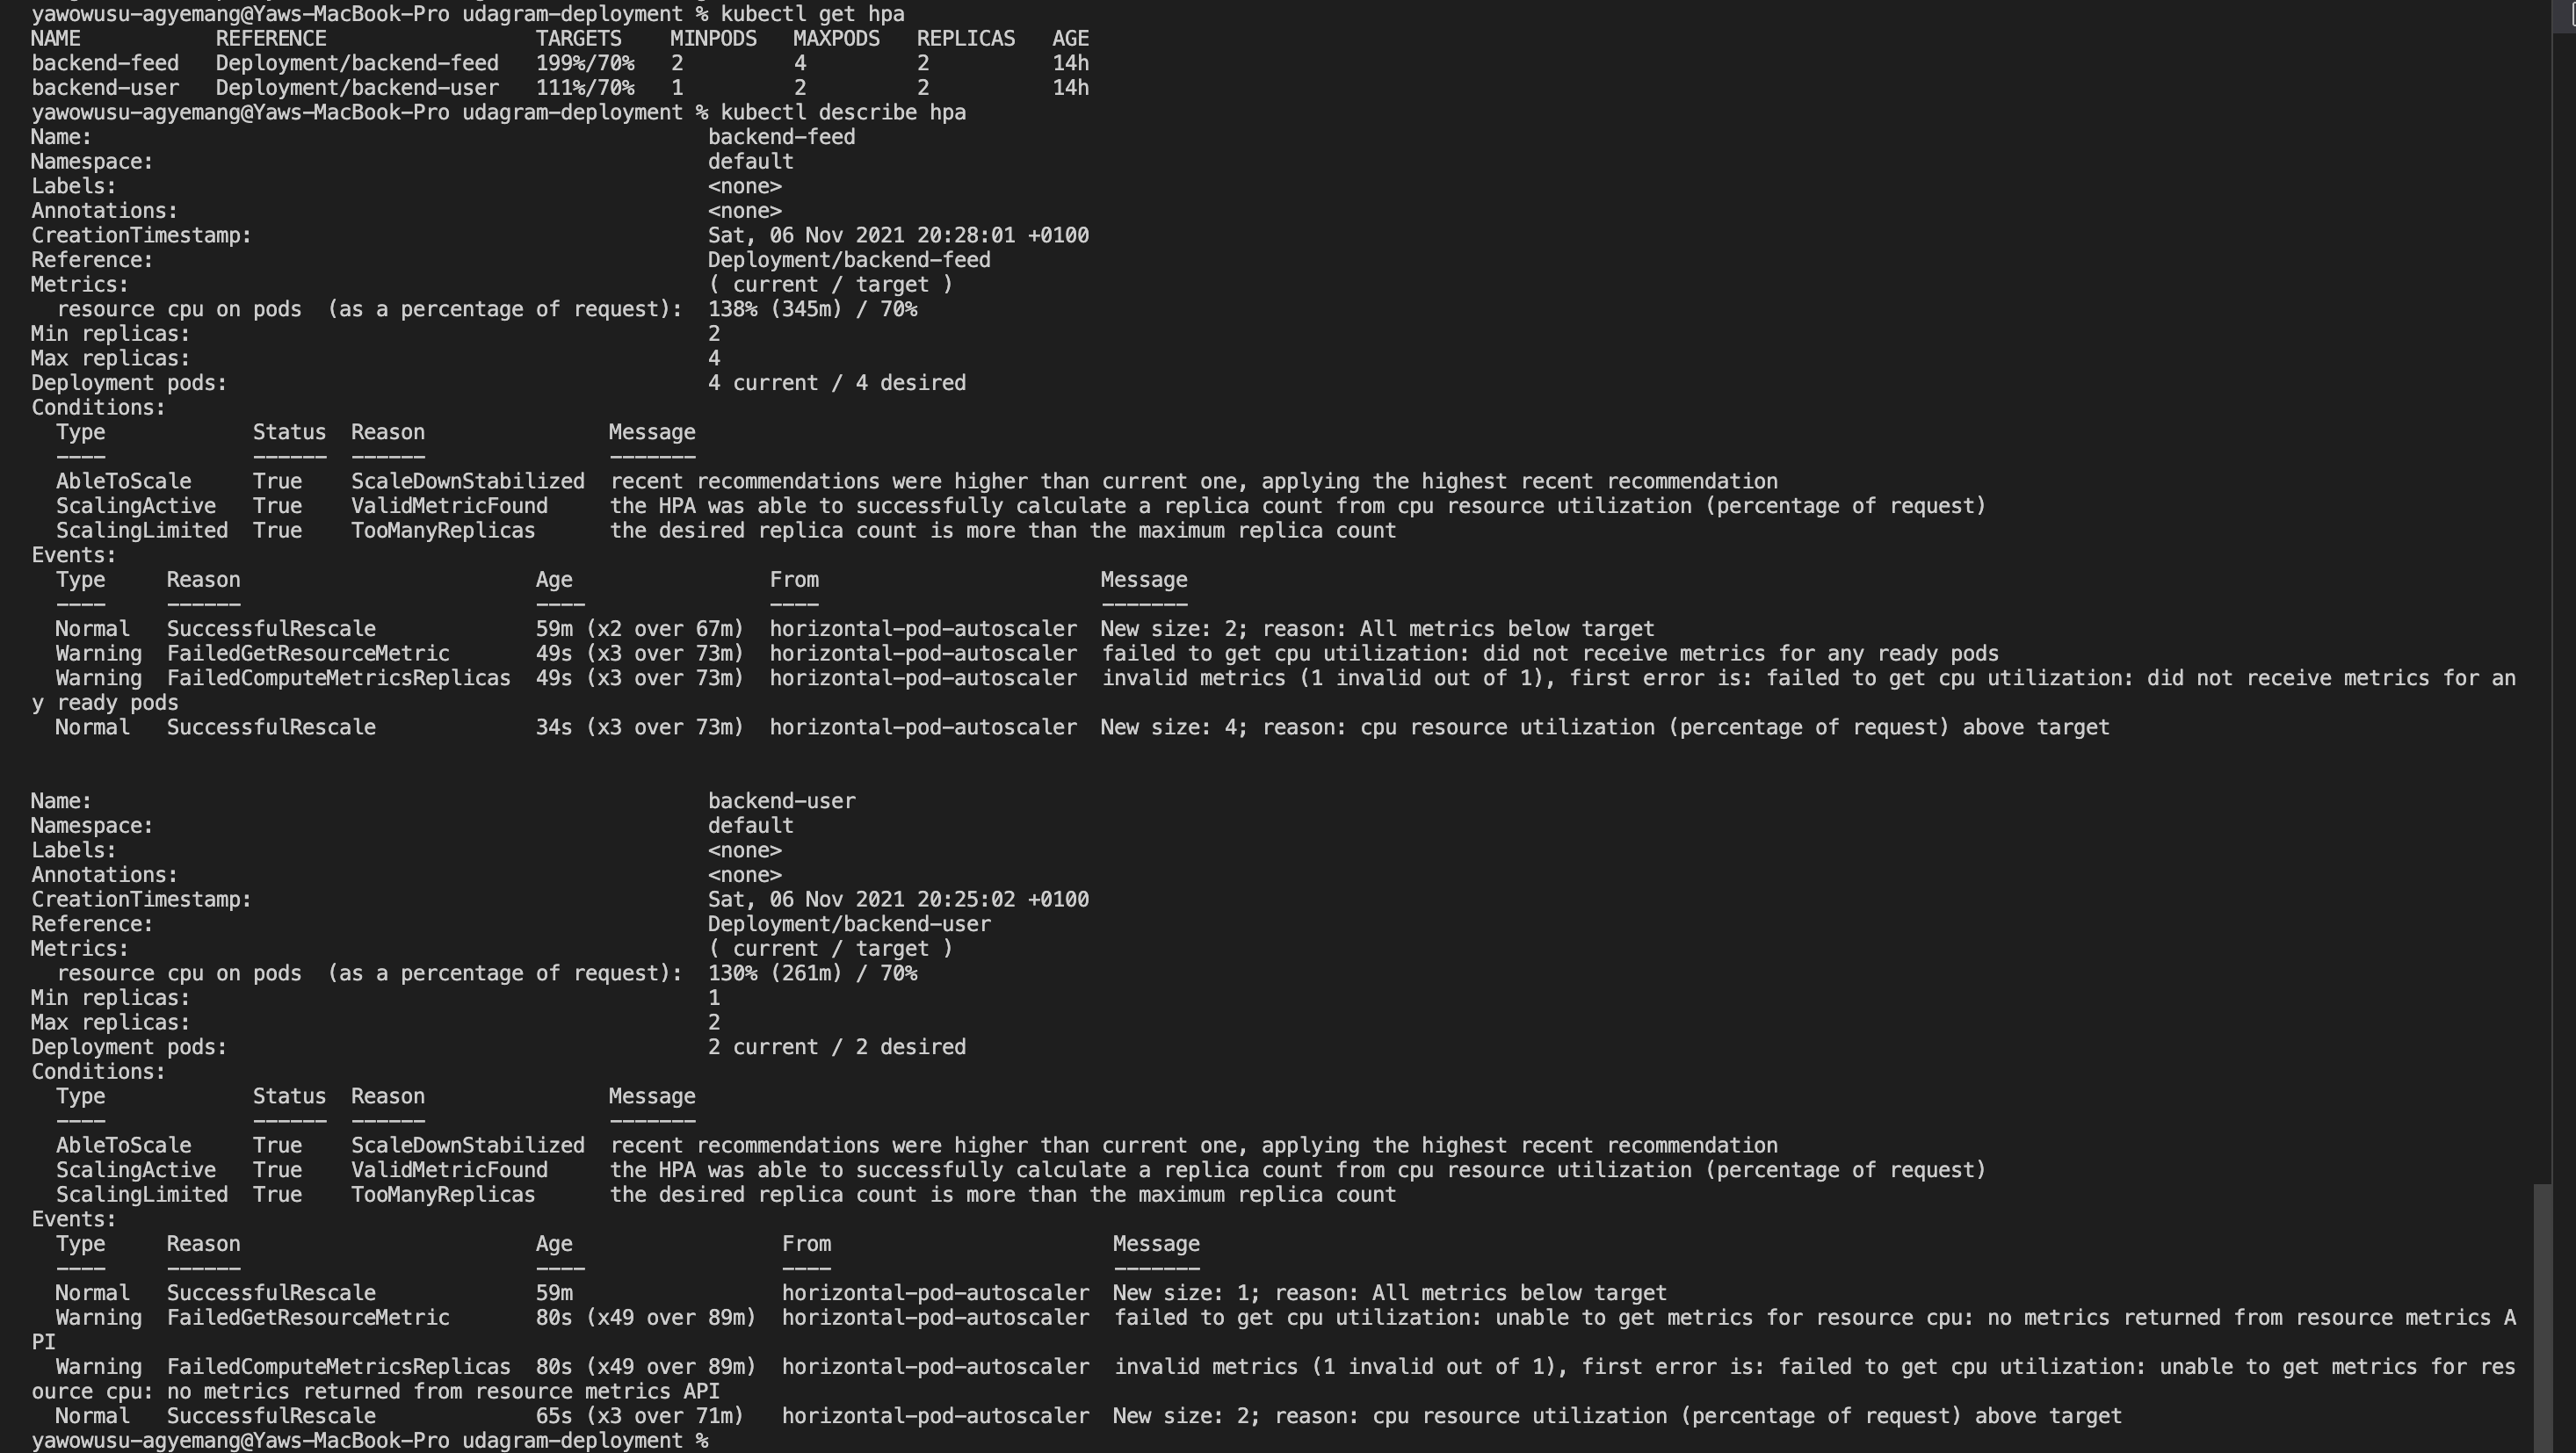 yawowusu-agyemang@Yaws-MacBook-Pro udagram-deployment % kubectl get hpa
NAME           REFERENCE                 TARGETS    MINPODS   MAXPODS   REPLICAS   AGE
backend-feed   Deployment/backend-feed   199%/70%   2         4         2          14h
backend-user   Deployment/backend-user   111%/70%   1         2         2          14h
yawowusu-agyemang@Yaws-MacBook-Pro udagram-deployment % kubectl describe hpa
Name:                                                  backend-feed
Namespace:                                             default
Labels:                                                <none>
Annotations:                                           <none>
CreationTimestamp:                                     Sat, 06 Nov 2021 20:28:01 +0100
Reference:                                             Deployment/backend-feed
Metrics:                                               ( current / target )
  resource cpu on pods  (as a percentage of request):  138% (345m) / 70%
Min replicas:                                          2
Max replicas:                                          4
Deployment pods:                                       4 current / 4 desired
Conditions:
  Type            Status  Reason               Message
  ----            ------  ------               -------
  AbleToScale     True    ScaleDownStabilized  recent recommendations were higher than current one, applying the highest recent recommendation
  ScalingActive   True    ValidMetricFound     the HPA was able to successfully calculate a replica count from cpu resource utilization (percentage of request)
  ScalingLimited  True    TooManyReplicas      the desired replica count is more than the maximum replica count
Events:
  Type     Reason                        Age                From                       Message
  ----     ------                        ----               ----                       -------
  Normal   SuccessfulRescale             59m (x2 over 67m)  horizontal-pod-autoscaler  New size: 2; reason: All metrics below target
  Warning  FailedGetResourceMetric       49s (x3 over 73m)  horizontal-pod-autoscaler  failed to get cpu utilization: did not receive metrics for any ready pods
  Warning  FailedComputeMetricsReplicas  49s (x3 over 73m)  horizontal-pod-autoscaler  invalid metrics (1 invalid out of 1), first error is: failed to get cpu utilization: did not receive metrics for an
y ready pods
  Normal   SuccessfulRescale             34s (x3 over 73m)  horizontal-pod-autoscaler  New size: 4; reason: cpu resource utilization (percentage of request) above target
Name:                                                  backend-user
Namespace:                                             default
Labels:                                                <none>
Annotations:                                           <none>
CreationTimestamp:                                     Sat, 06 Nov 2021 20:25:02 +0100
Reference:                                             Deployment/backend-user
Metrics:                                               ( current / target )
  resource cpu on pods  (as a percentage of request):  130% (261m) / 70%
Min replicas:                                          1
Max replicas:                                          2
Deployment pods:                                       2 current / 2 desired
Conditions:
  Type            Status  Reason               Message
  ----            ------  ------               -------
  AbleToScale     True    ScaleDownStabilized  recent recommendations were higher than current one, applying the highest recent recommendation
  ScalingActive   True    ValidMetricFound     the HPA was able to successfully calculate a replica count from cpu resource utilization (percentage of request)
  ScalingLimited  True    TooManyReplicas      the desired replica count is more than the maximum replica count
Events:
  Type     Reason                        Age                 From                       Message
  ----     ------                        ----                ----                       -------
  Normal   SuccessfulRescale             59m                 horizontal-pod-autoscaler  New size: 1; reason: All metrics below target
  Warning  FailedGetResourceMetric       80s (x49 over 89m)  horizontal-pod-autoscaler  failed to get cpu utilization: unable to get metrics for resource cpu: no metrics returned from resource metrics A
PI
  Warning  FailedComputeMetricsReplicas  80s (x49 over 89m)  horizontal-pod-autoscaler  invalid metrics (1 invalid out of 1), first error is: failed to get cpu utilization: unable to get metrics for res
ource cpu: no metrics returned from resource metrics API
  Normal   SuccessfulRescale             65s (x3 over 71m)   horizontal-pod-autoscaler  New size: 2; reason: cpu resource utilization (percentage of request) above target
yawowusu-agyemang@Yaws-MacBook-Pro udagram-deployment %